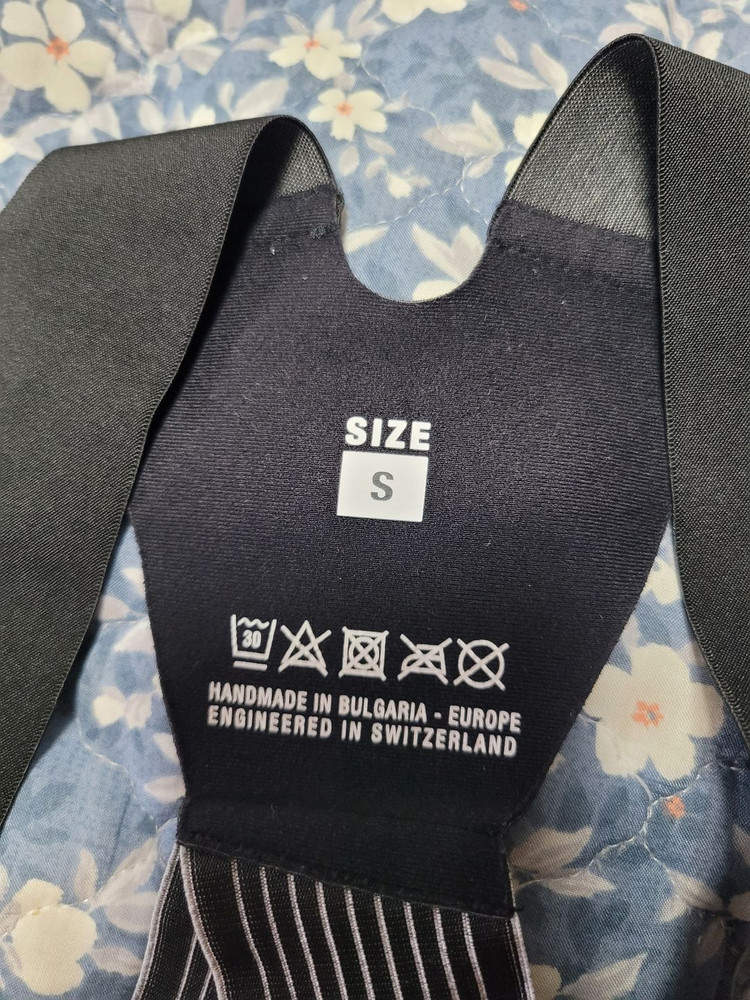 SIZE
S
30
HANDMADE IN BULGARIA - EUROPE
ENGINEERED IN SWITZERLAND